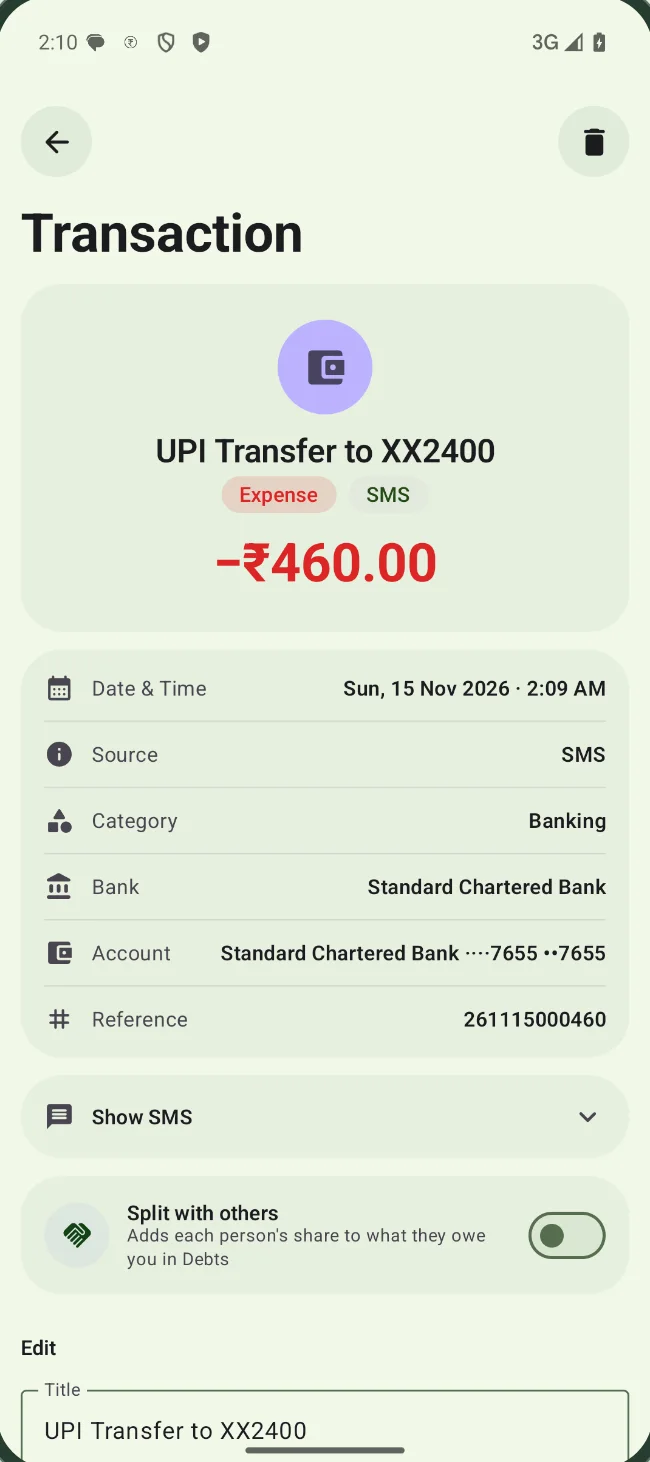 2:10
3G
Transaction
UPI Transfer to XX2400
Expense SMS
−₹460.00
Date & Time Sun, 15 Nov 2026 · 2:09 AM
Source SMS
Category Banking
Bank Standard Chartered Bank
Account Standard Chartered Bank ····7655 ••7655
Reference 261115000460
Show SMS
Split with others
Adds each person's share to what they owe
you in Debts
Edit
Title
UPI Transfer to XX2400